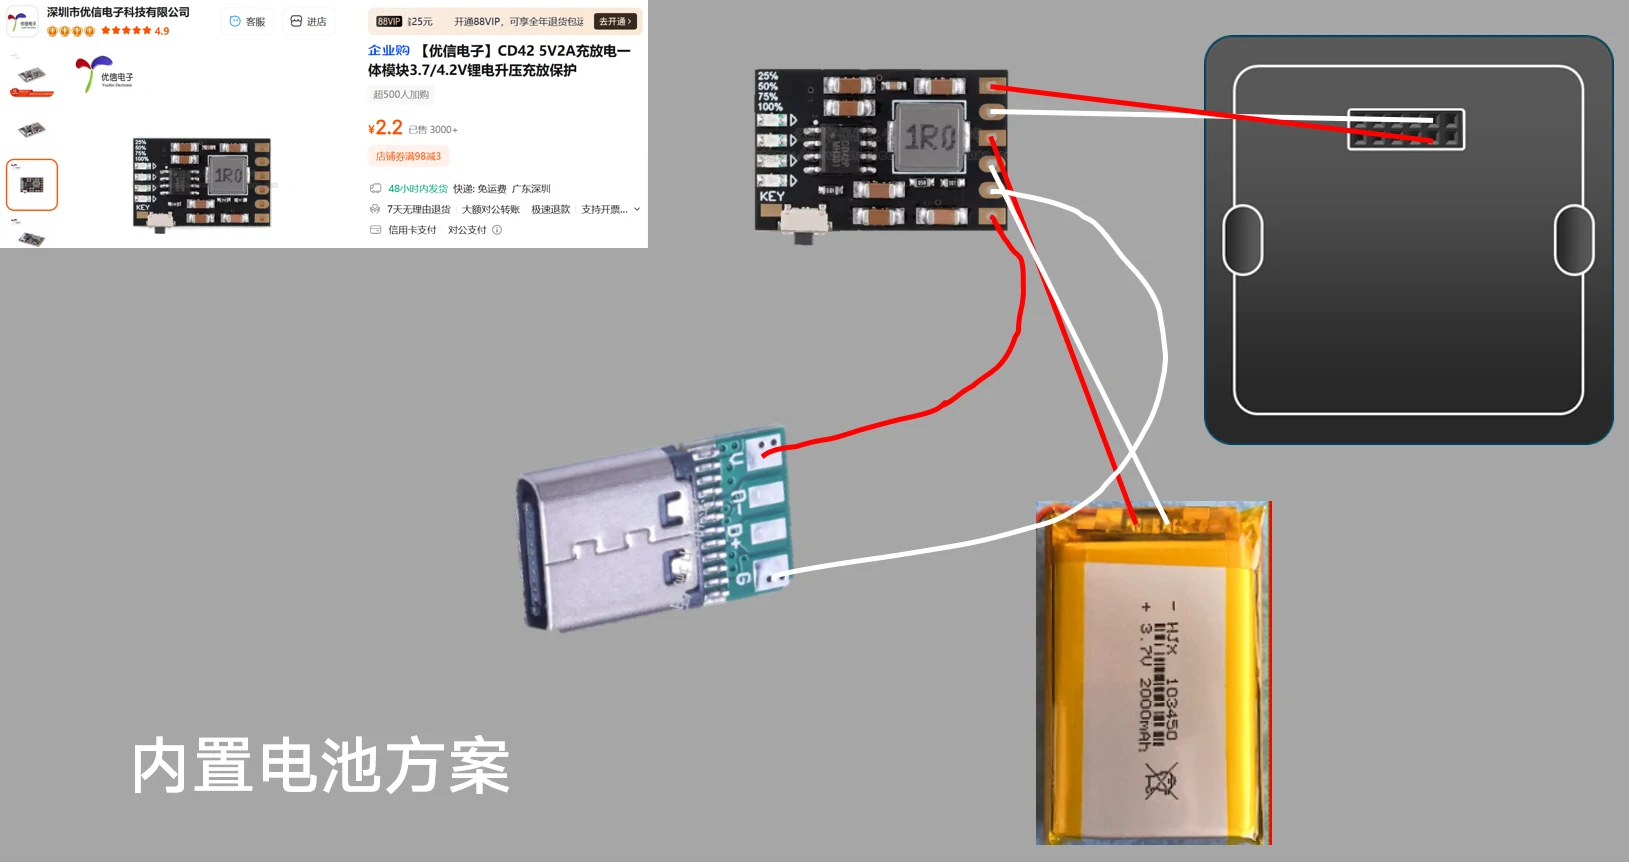 深圳市优信电子科技有限公司
4.9
客服
进店
优信电子
YouXin Electronics
88VIP
省25元
开通88VIP，可享全年退货包运
去开通
企业购 【优信电子】CD42 5V2A充放电一
体模块3.7/4.2V锂电升压充放保护
超500人加购
¥2.2 已售 3000+
店铺券满98减3
48小时内发货 快递: 免运费 广东深圳
7天无理由退货 大额对公转账 极速退款 支持开票...
信用卡支付 对公支付
25%
50%
75%
100%
KEY
1R0
25%
50%
75%
100%
KEY
1R0
V
D-
D+
G
- HJX 103450
+ 3.7V 2000mAh
内置电池方案